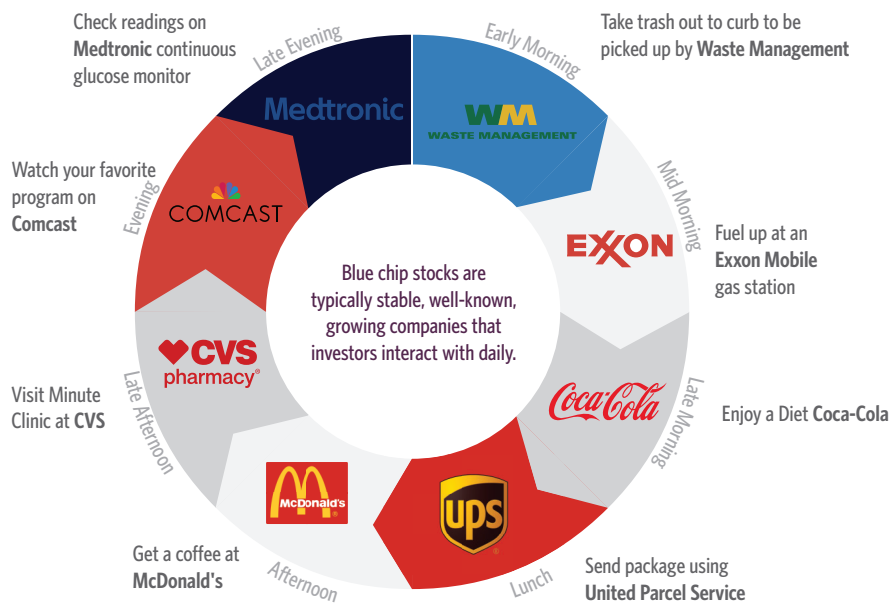 Check readings on
Medtronic continuous
glucose monitor
Late Evening
Early Morning
Take trash out to curb to be
picked up by Waste Management
Medtronic
WM
WASTE MANAGEMENT
Watch your favorite
program on
Comcast
Evening
COMCAST
Mid Morning
EXXON
Fuel up at an
Exxon Mobile
gas station
Blue chip stocks are
typically stable, well-known,
growing companies that
investors interact with daily.
Visit Minute
Clinic at CVS
Late Afternoon
CVS
pharmacy®
Coca-Cola
Late Morning
Enjoy a Diet Coca-Cola
Get a coffee at
McDonald's
Afternoon
McDonald's
®
ups
®
Lunch
Send package using
United Parcel Service